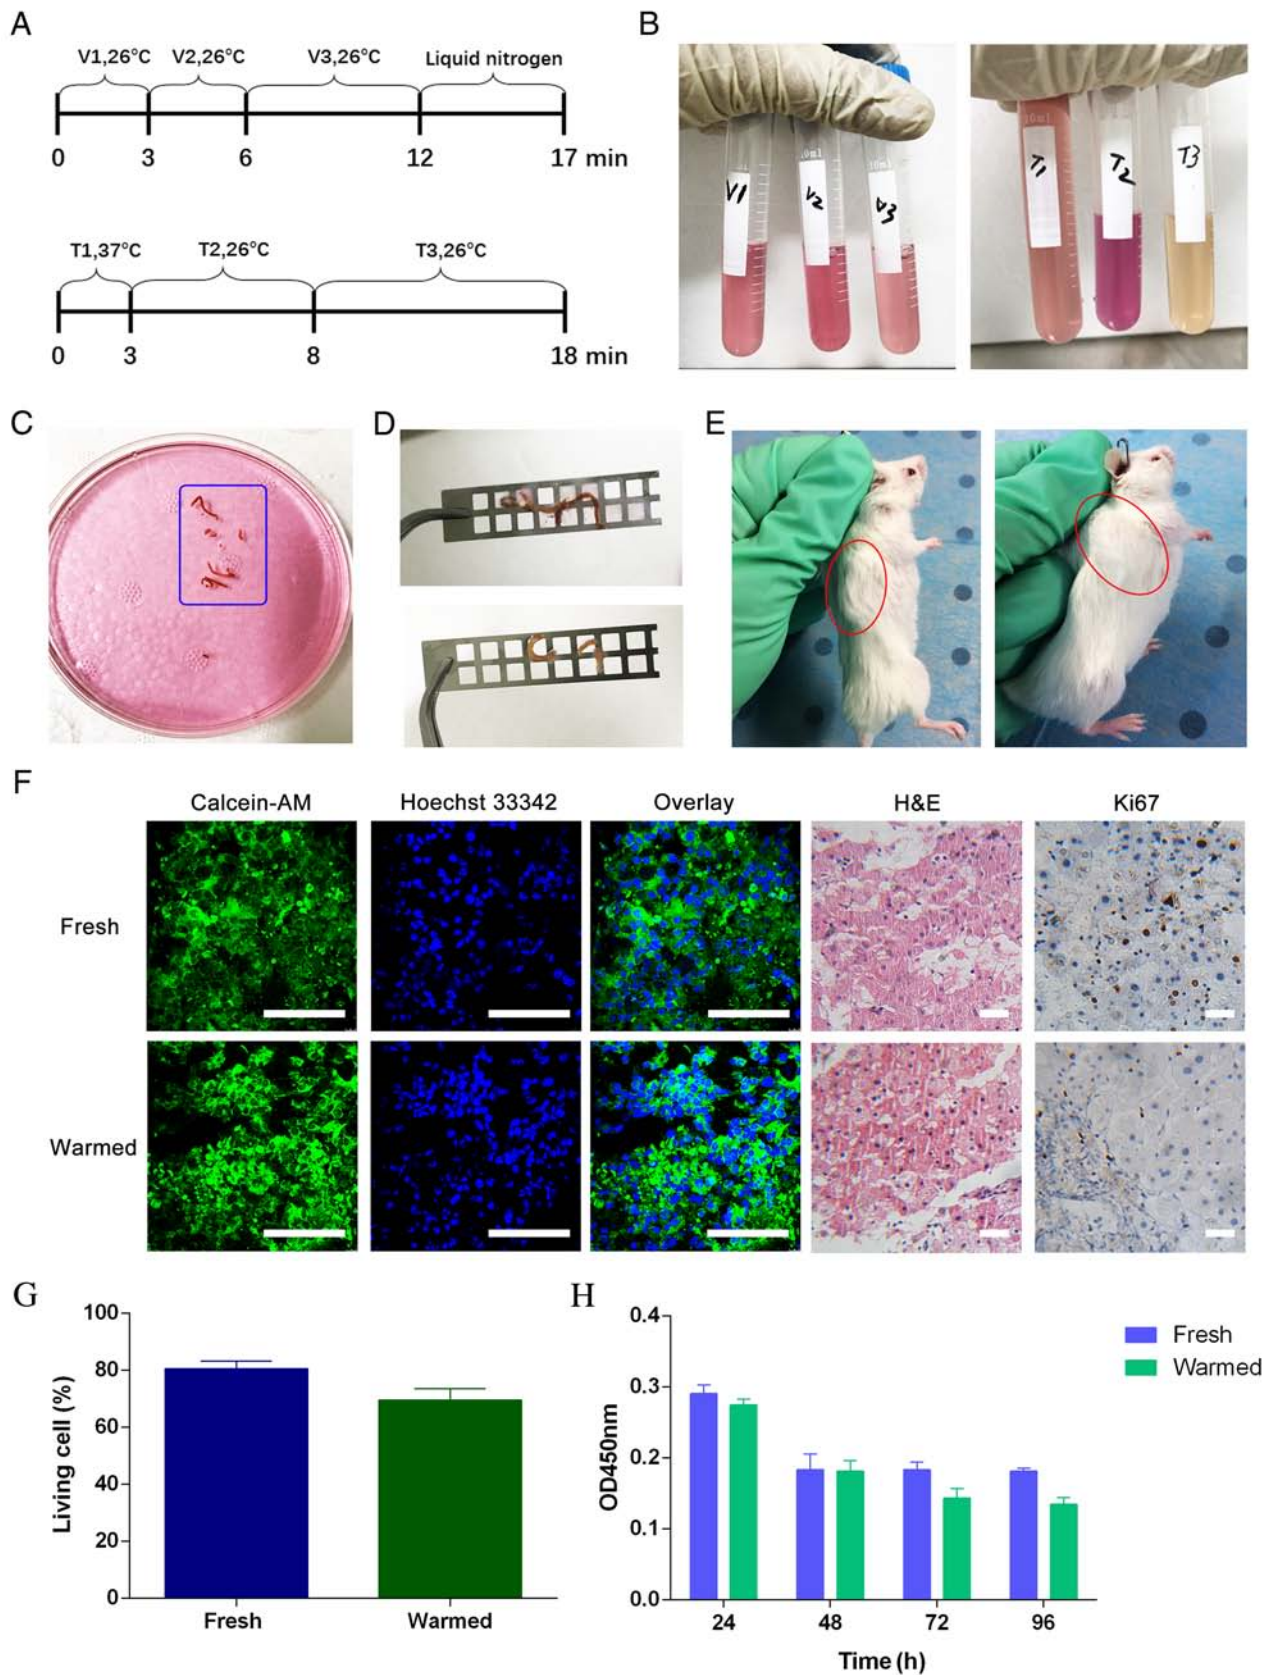 A
V1,26°C V2,26°C V3,26°C Liquid nitrogen
0 3 6 12 17 min
T1,37°C T2,26°C T3,26°C
0 3 8 18 min
B
10ml 10ml
V1 V2 V3
10ml
T1 T2 T3
C
D
E
F
Calcein-AM Hoechst 33342 Overlay H&E Ki67
Fresh
Warmed
G
100
80
60
40
20
0
Living cell (%)
Fresh Warmed
H
0.4
0.3
0.2
0.1
0.0
OD450nm
24 48 72 96
Time (h)
Fresh
Warmed